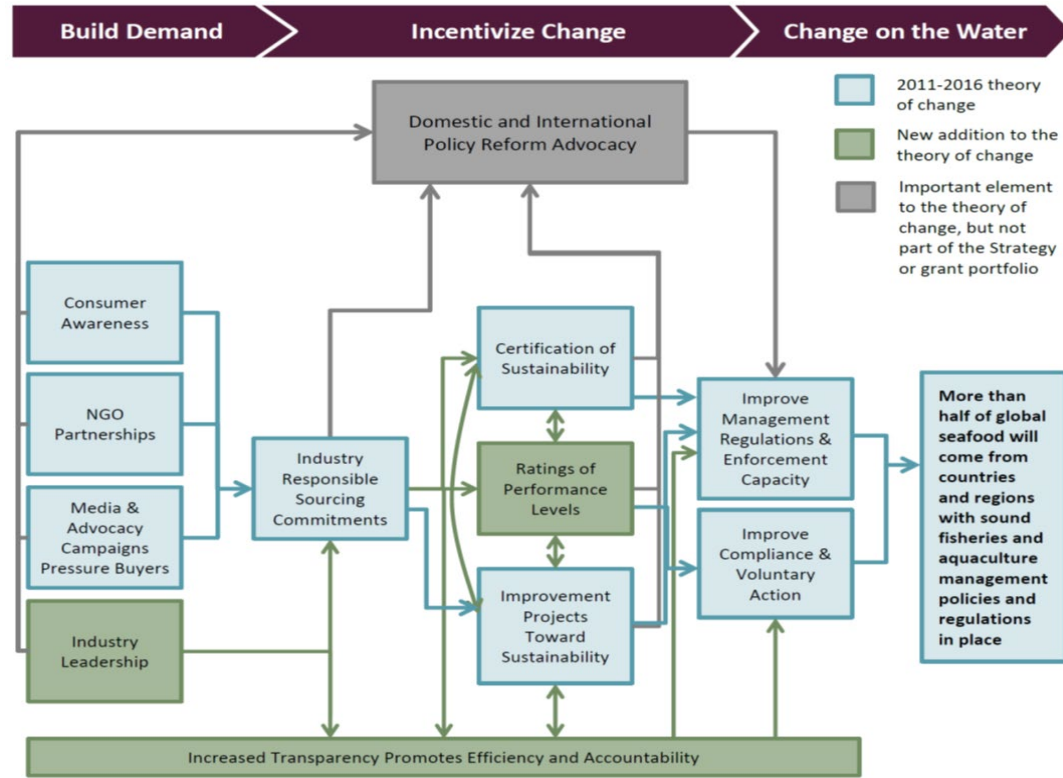 Build Demand
Incentivize Change
Change on the Water
2011-2016 theory
of change
New addition to the
theory of change
Important element
to the theory of
change, but not
part of the Strategy
or grant portfolio
Domestic and International
Policy Reform Advocacy
Consumer
Awareness
NGO
Partnerships
Media &
Advocacy
Campaigns
Pressure Buyers
Industry
Leadership
Industry
Responsible
Sourcing
Commitments
Certification of
Sustainability
Ratings of
Performance
Levels
Improvement
Projects
Toward
Sustainability
Improve
Management
Regulations &
Enforcement
Capacity
Improve
Compliance &
Voluntary
Action
More than
half of global
seafood will
come from
countries
and regions
with sound
fisheries and
aquaculture
management
policies and
regulations
in place
Increased Transparency Promotes Efficiency and Accountability